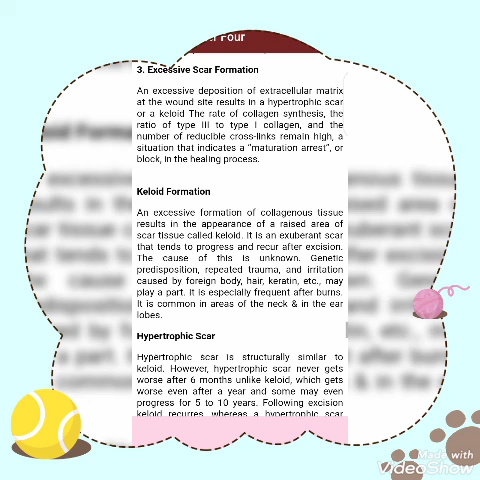 Four
3. Excessive Scar Formation
An excessive deposition of extracellular matrix
at the wound site results in a hypertrophic scar
or a keloid The rate of collagen synthesis, the
ratio of type III to type I collagen, and the
number of reducible cross-links remain high, a
situation that indicates a “maturation arrest”, or
block, in the healing process.
Keloid Formation
An excessive formation of collagenous tissue
results in the appearance of a raised area of
scar tissue called keloid. It is an exuberant scar
that tends to progress and recur after excision.
The cause of this is unknown. Genetic
predisposition, repeated trauma, and irritation
caused by foreign body, hair, keratin, etc., may
play a part. It is especially frequent after burns.
It is common in areas of the neck & in the ear
lobes.
Hypertrophic Scar
Hypertrophic scar is structurally similar to
keloid. However, hypertrophic scar never gets
worse after 6 months unlike keloid, which gets
worse even after a year and some may even
progress for 5 to 10 years. Following excision
keloid recurres, whereas a hypertrophic scar
Made with
VideoShow